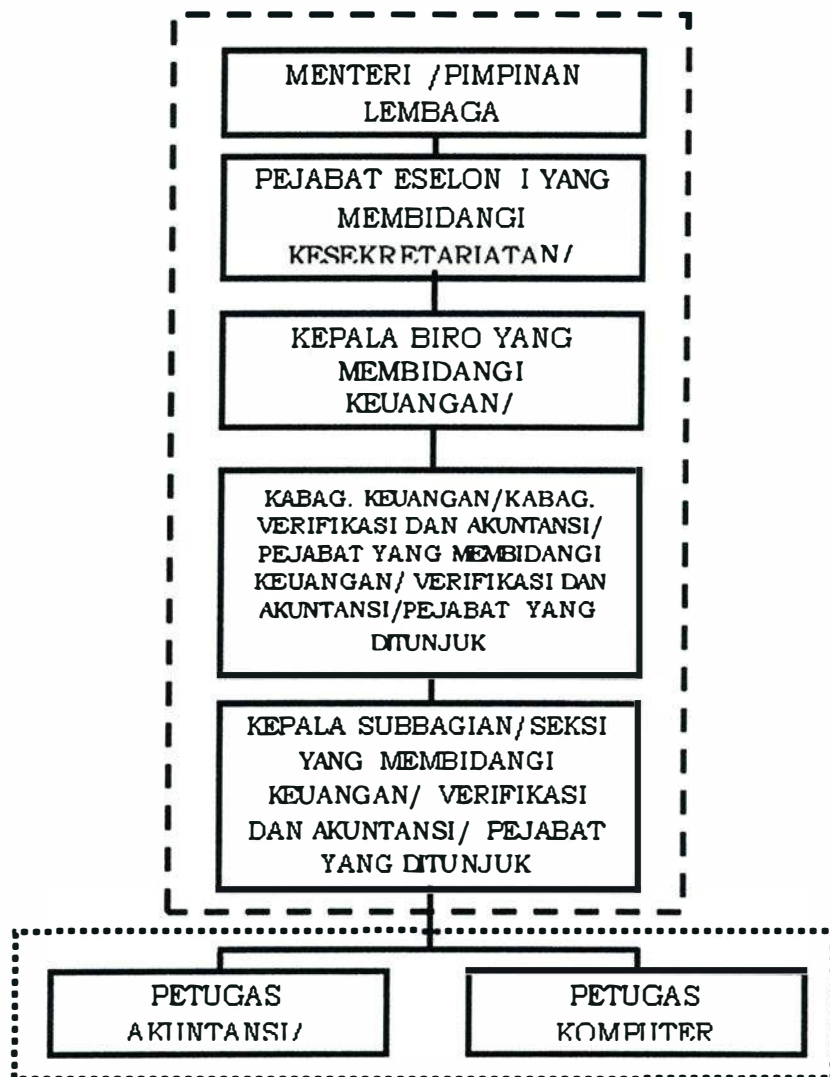 MENTERI /PIMPINAN
LEMBAGA
PEJABAT ESELON I YANG
MEMBIDANGI
KESEKRETARIATAN/
KEPALA BIRO YANG
MEMBIDANGI
KEUANGAN/
KABAG. KEUANGAN/KABAG.
VERIFIKASI DAN AKUNTANSI/
PEJABAT YANG MEMBIDANGI
KEUANGAN/ VERIFIKASI DAN
AKUNTANSI/PEJABAT YANG
DITUNJUK
KEPALA SUBBAGIAN/SEKSI
YANG MEMBIDANGI
KEUANGAN/ VERIFIKASI
DAN AKUNTANSI/ PEJABAT
YANG DITUNJUK
PETUGAS
AKUNTANSI/
PETUGAS
KOMPUTER